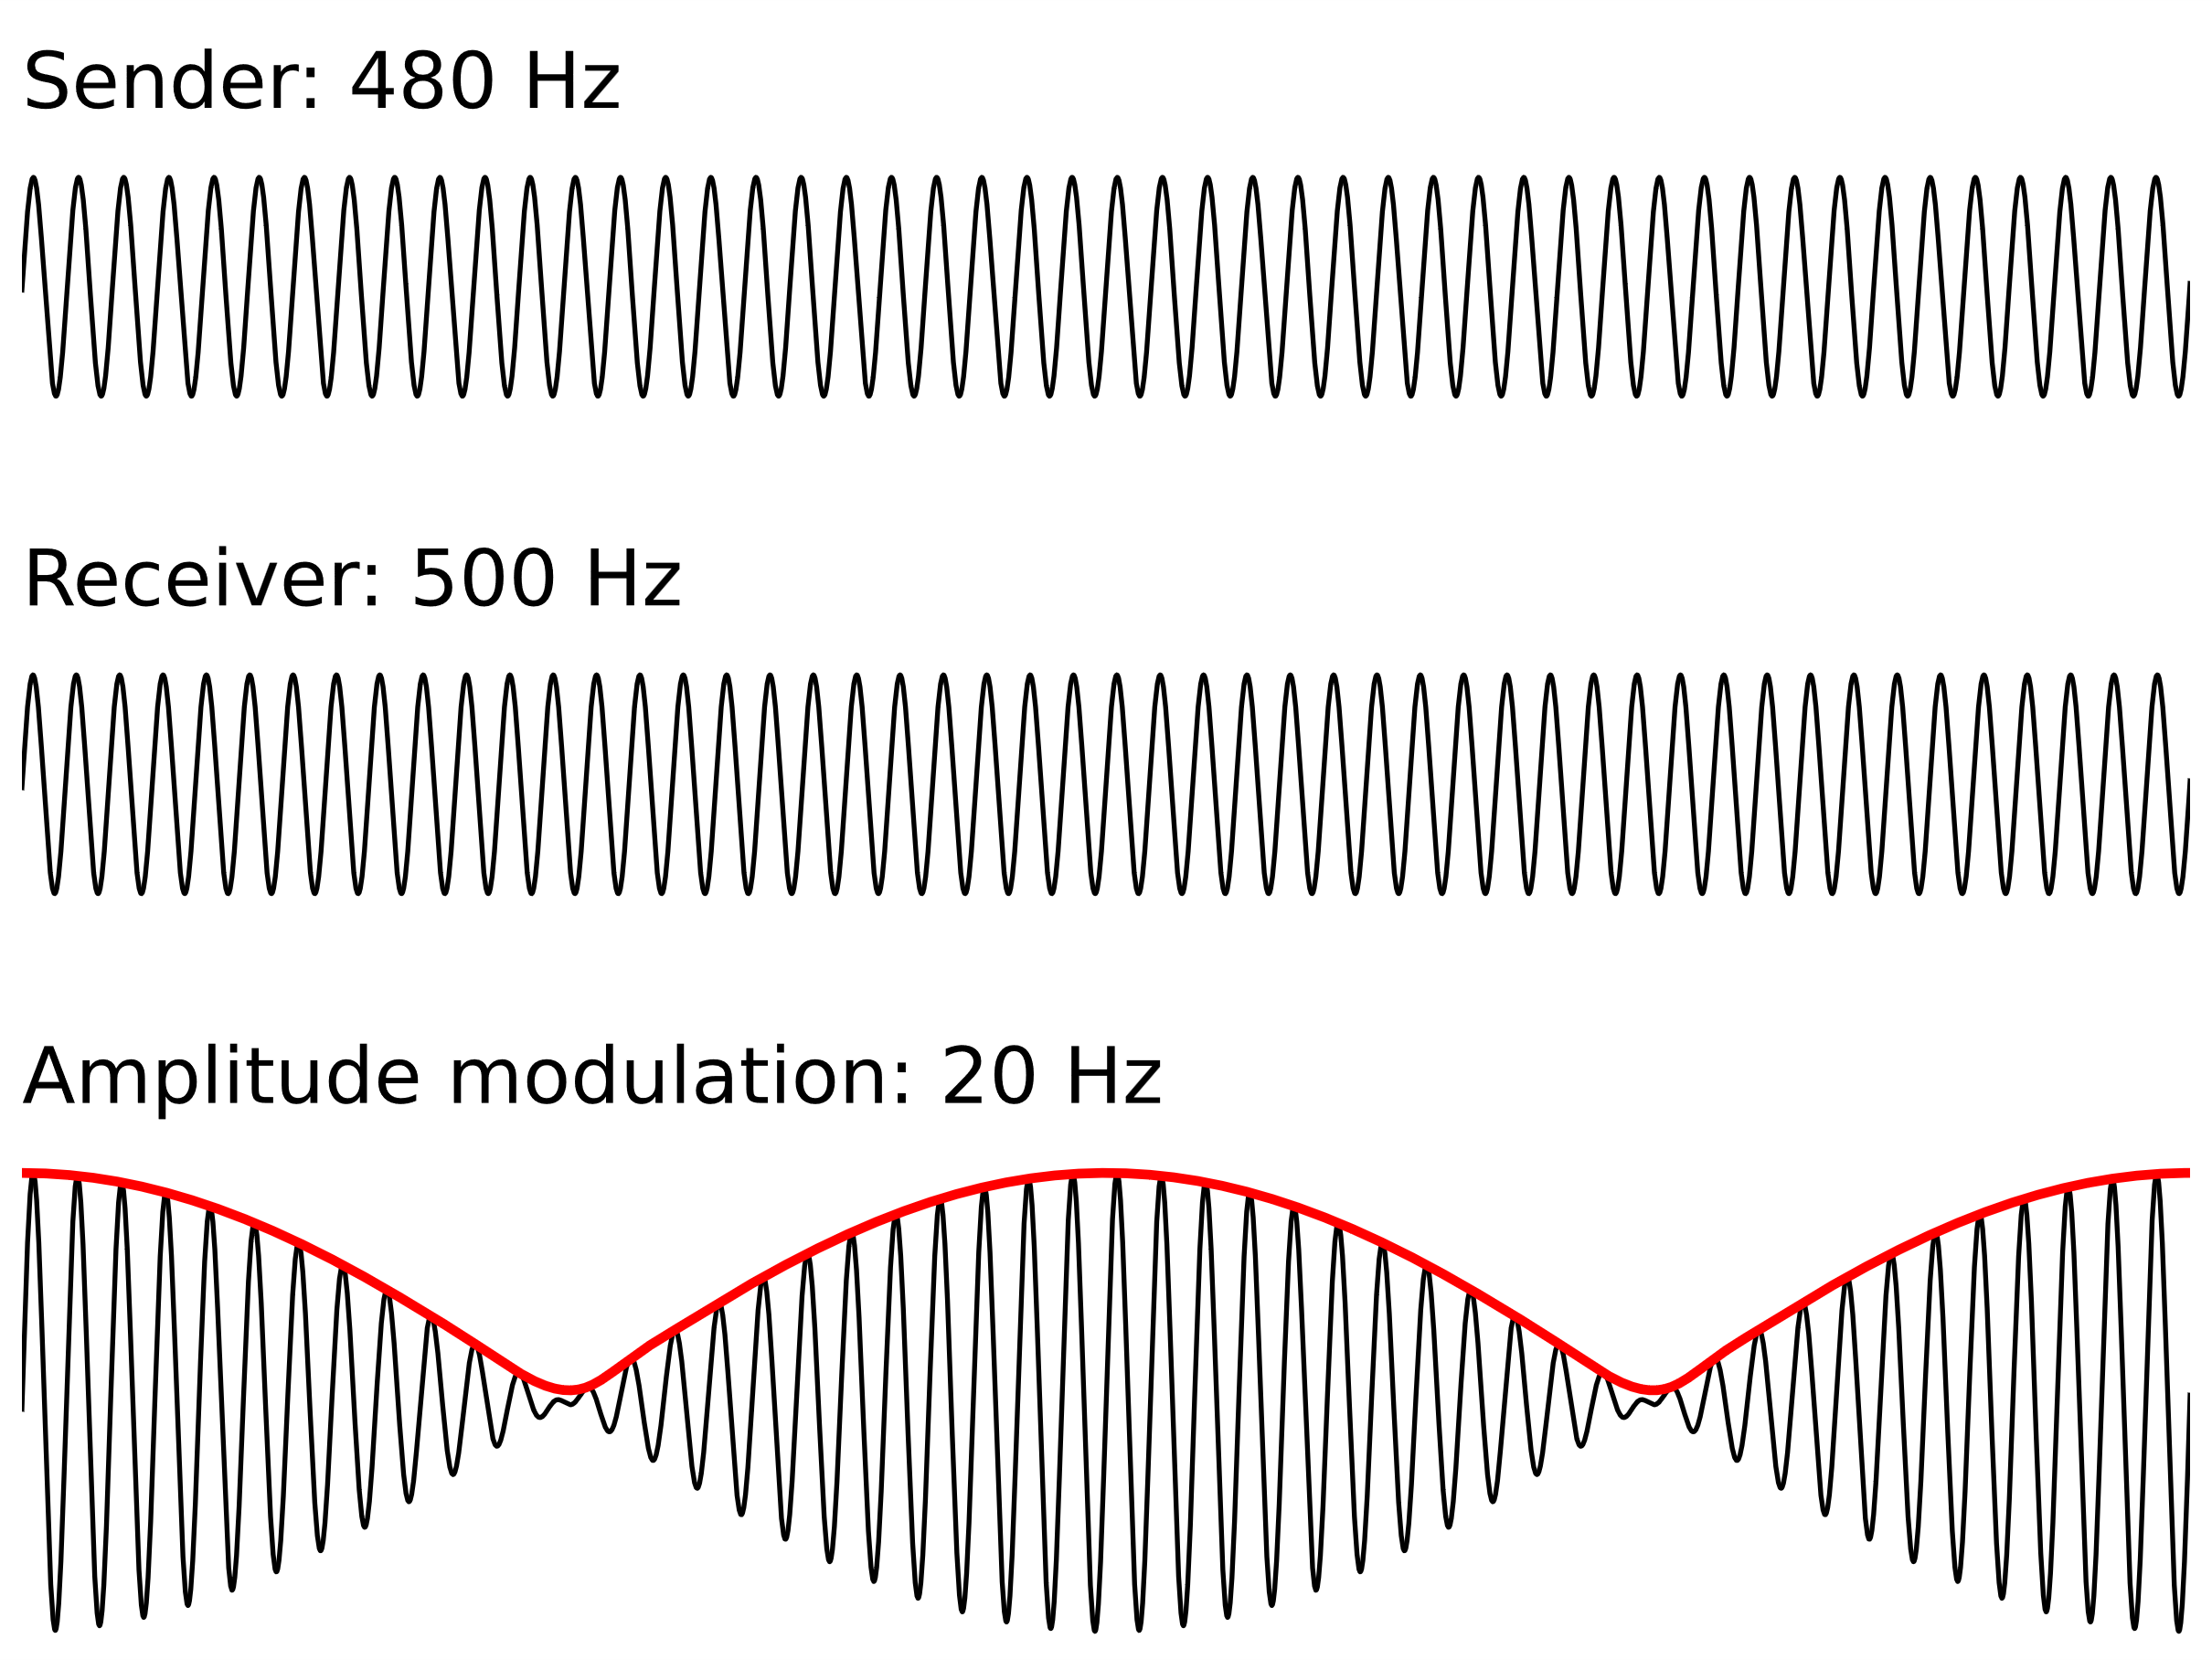 Sender: 480 Hz
Receiver: 500 Hz
Amplitude modulation: 20 Hz